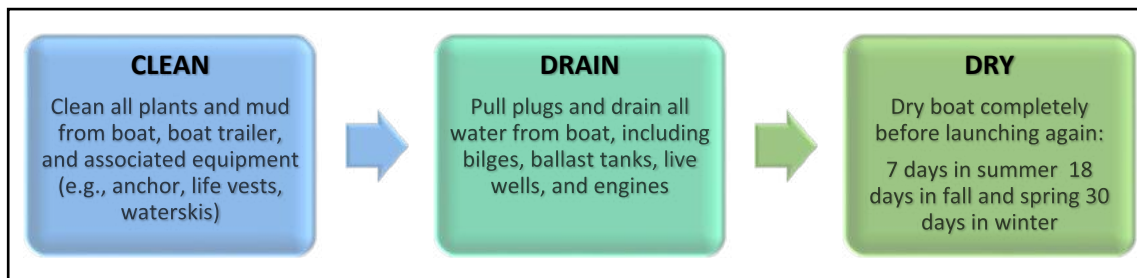 CLEAN
Clean all plants and mud
from boat, boat trailer,
and associated equipment
(e.g., anchor, life vests,
waterskis)
DRAIN
Pull plugs and drain all
water from boat, including
bilges, ballast tanks, live
wells, and engines
DRY
Dry boat completely
before launching again:
7 days in summer 18
days in fall and spring 30
days in winter